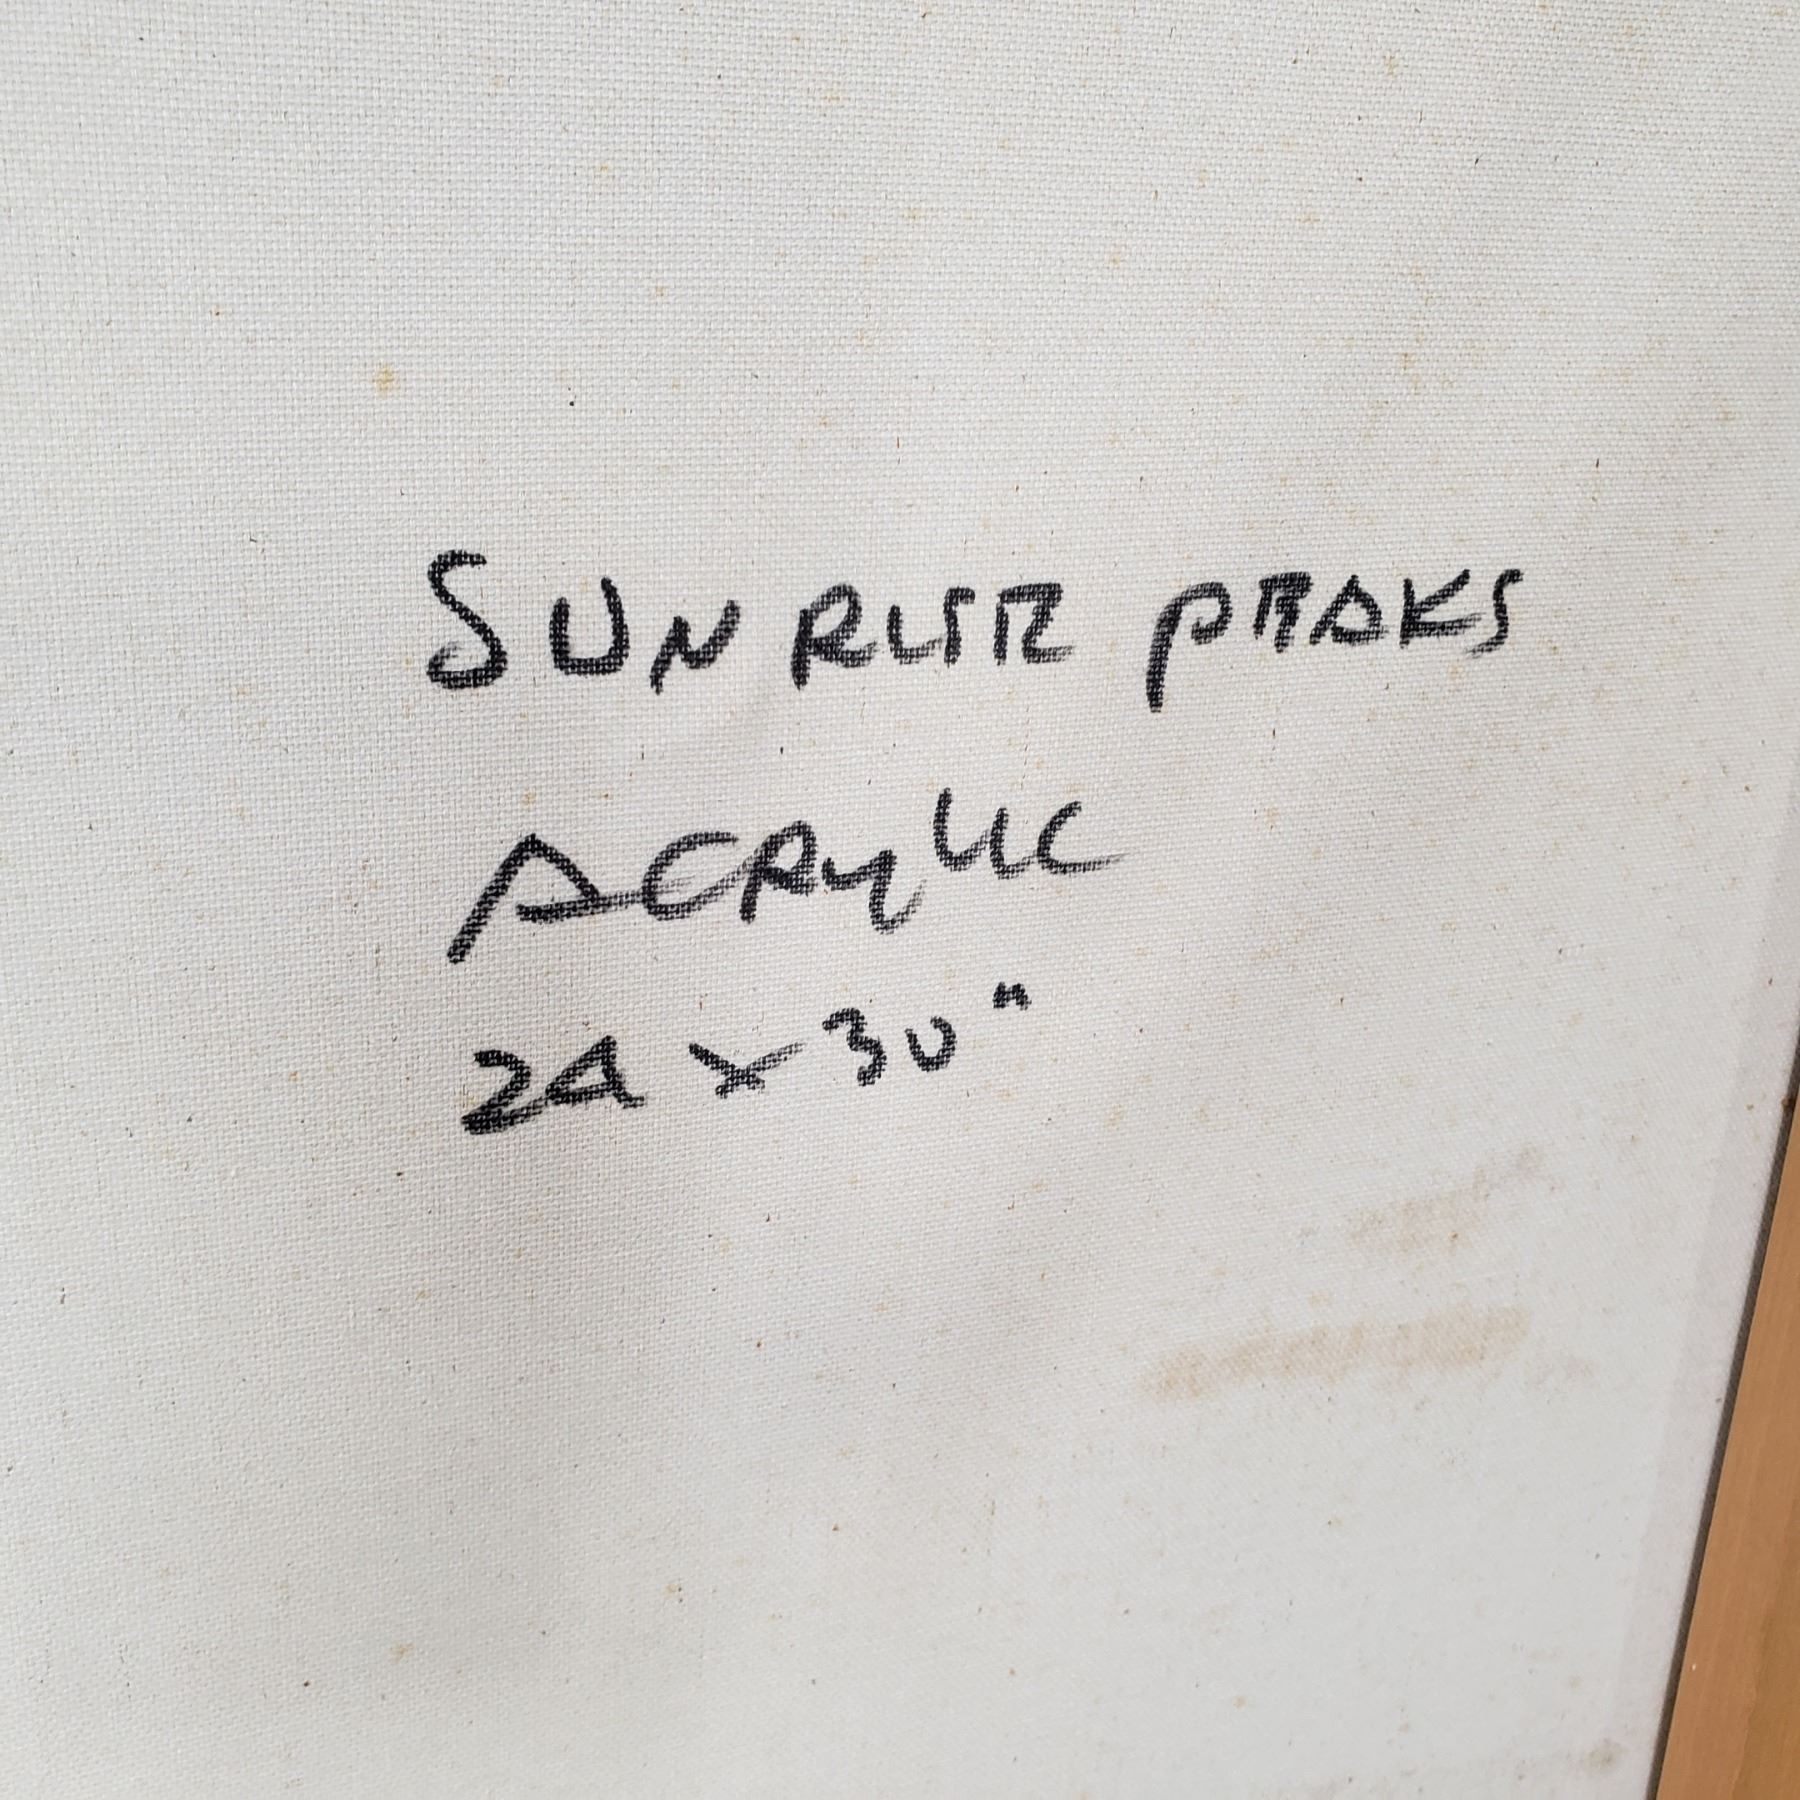 SUNRISE PEAKS
ACRYLIC
24 x 30"